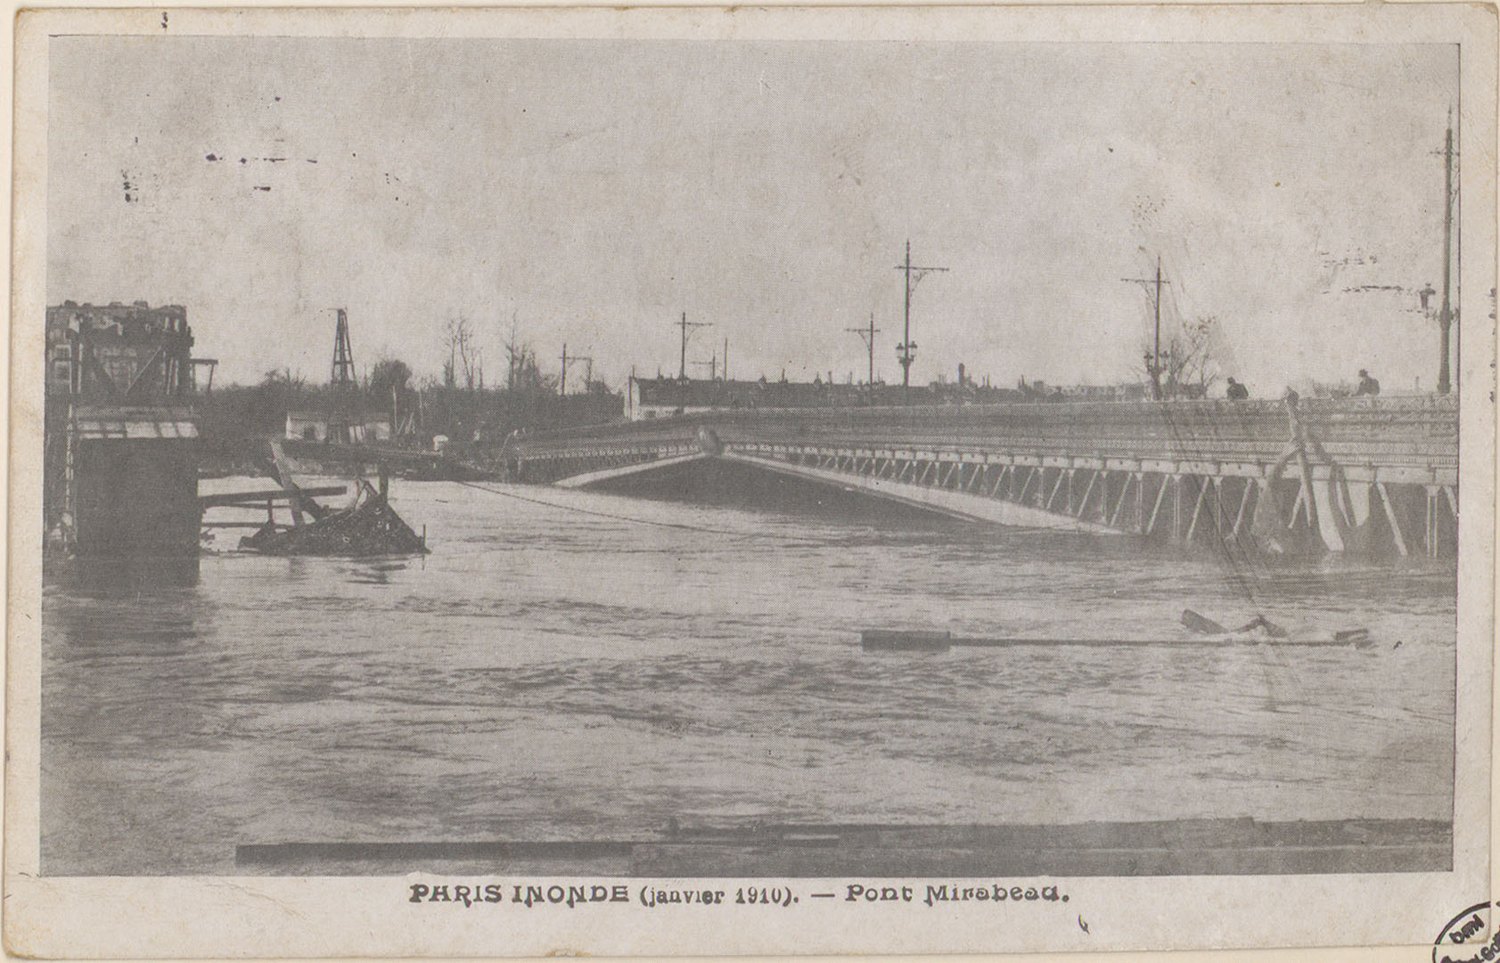 PARIS INONDE (janvier 1910). — Pont Mirabeau.